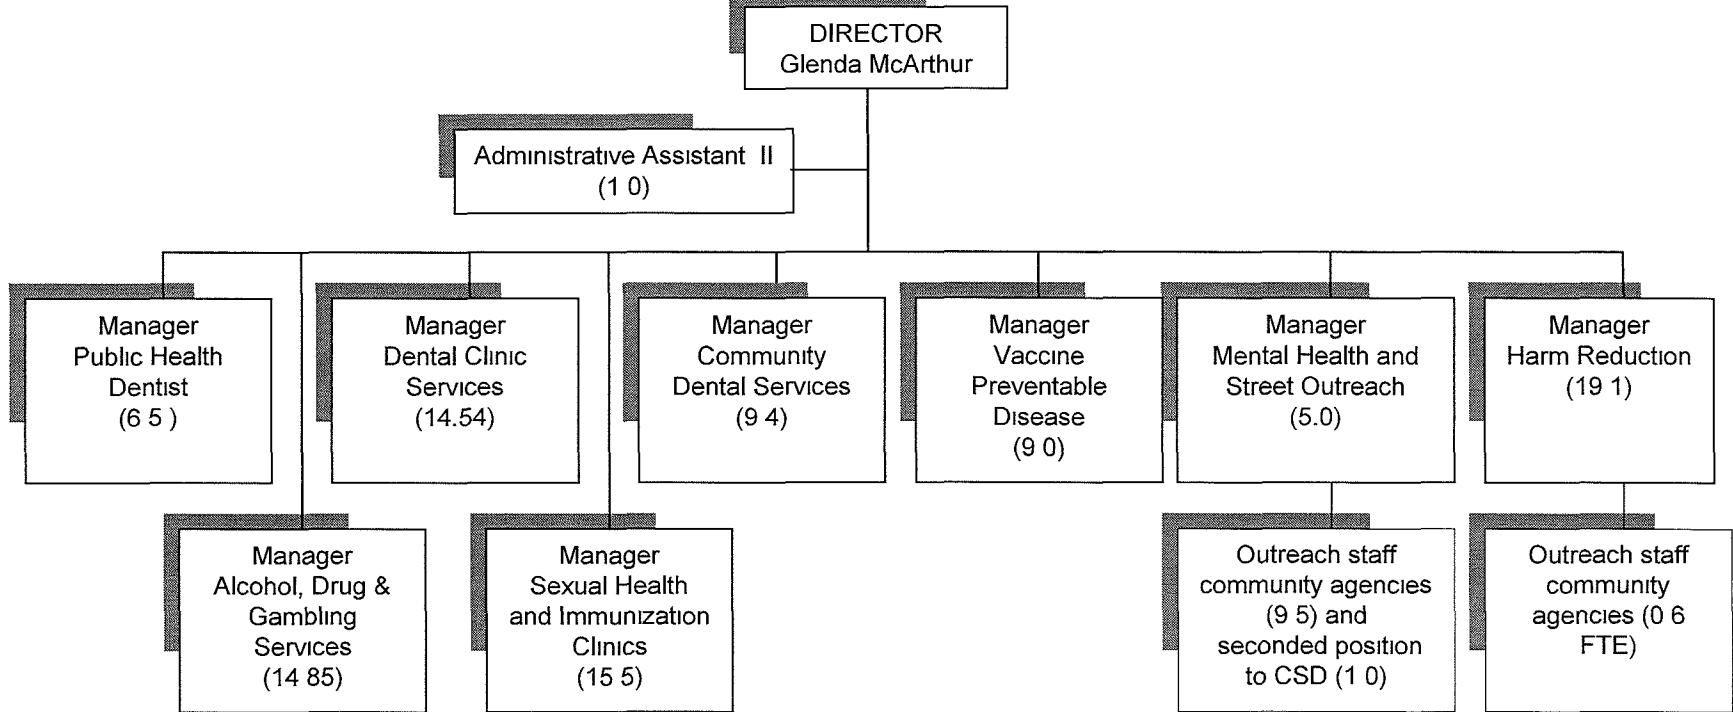 DIRECTOR
Glenda McArthur
Administrative Assistant II
(1 0)
Manager
Public Health
Dentist
(6 5 )
Manager
Dental Clinic
Services
(14.54)
Manager
Community
Dental Services
(9 4)
Manager
Vaccine
Preventable
Disease
(9 0)
Manager
Mental Health and
Street Outreach
(5.0)
Manager
Harm Reduction
(19 1)
Manager
Alcohol, Drug &
Gambling
Services
(14 85)
Manager
Sexual Health
and Immunization
Clinics
(15 5)
Outreach staff
community agencies
(9 5) and
seconded position
to CSD (1 0)
Outreach staff
community
agencies (0 6
FTE)